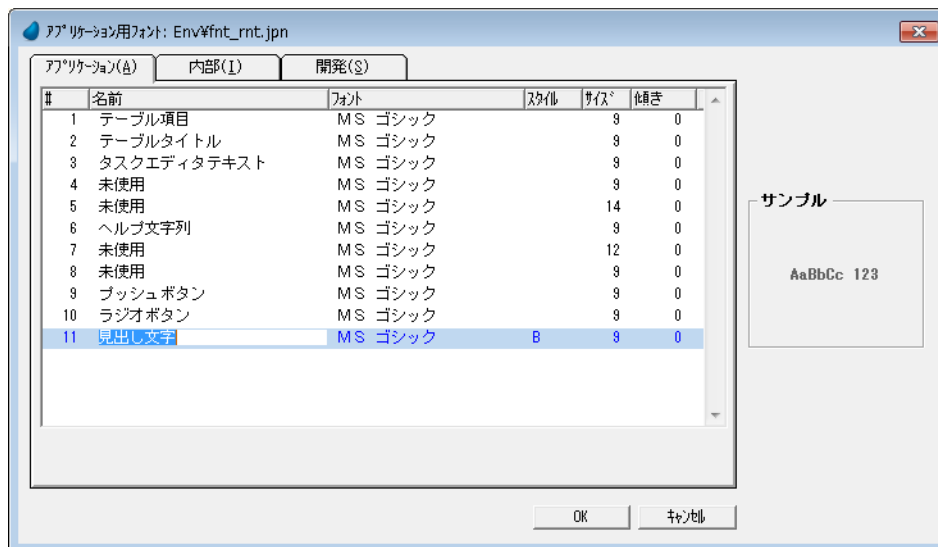 ｱﾌﾟﾘｹｰｼｮﾝ用ﾌｫﾝﾄ: Env¥fnt_rnt.jpn
ｱﾌﾟﾘｹｰｼｮﾝ(A) 内部(I) 開発(S)
# 名前 ﾌｫﾝﾄ ｽﾀｲﾙ ｻｲｽﾞ 傾き
1 テーブル項目 ＭＳ ゴシック 9 0
2 テーブルタイトル ＭＳ ゴシック 9 0
3 タスクエディタテキスト ＭＳ ゴシック 9 0
4 未使用 ＭＳ ゴシック 9 0
5 未使用 ＭＳ ゴシック 14 0
6 ヘルプ文字列 ＭＳ ゴシック 9 0
7 未使用 ＭＳ ゴシック 12 0
8 未使用 ＭＳ ゴシック 9 0
9 プッシュボタン ＭＳ ゴシック 9 0
10 ラジオボタン ＭＳ ゴシック 9 0
11 見出し文字 ＭＳ ゴシック B 9 0
サンプル
AaBbCc 123
OK ｷｬﾝｾﾙ